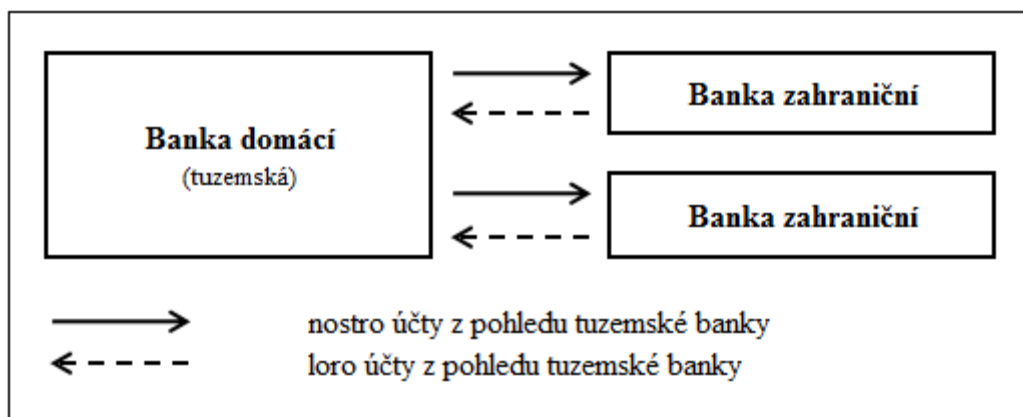 Banka domácí
(tuzemská)
Banka zahraniční
Banka zahraniční
nostro účty z pohledu tuzemské banky
loro účty z pohledu tuzemské banky